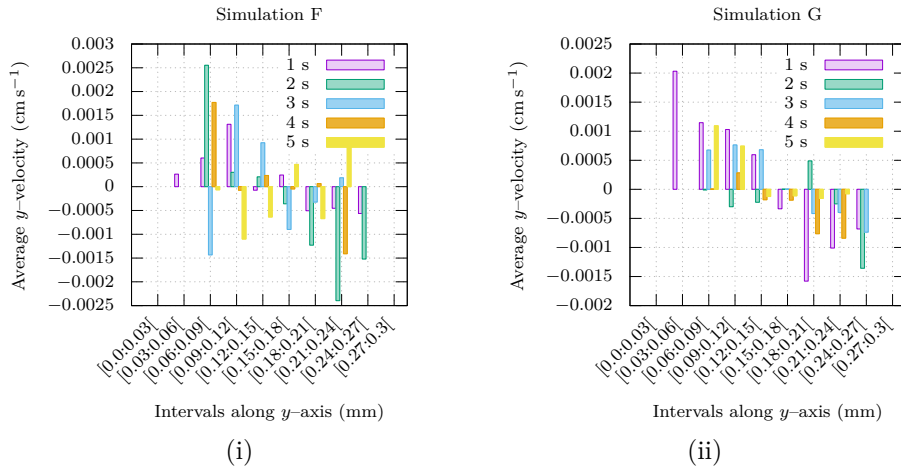 Simulation F
Average y–velocity (cm s⁻¹)
0.003
0.0025
0.002
0.0015
0.001
0.0005
0
−0.0005
−0.001
−0.0015
−0.002
−0.0025
1 s
2 s
3 s
4 s
5 s
[0.0:0.03[
[0.03:0.06[
[0.06:0.09[
[0.09:0.12[
[0.12:0.15[
[0.15:0.18[
[0.18:0.21[
[0.21:0.24[
[0.24:0.27[
[0.27:0.3[
Intervals along y–axis (mm)
(i)
Simulation G
Average y–velocity (cm s⁻¹)
0.0025
0.002
0.0015
0.001
0.0005
0
−0.0005
−0.001
−0.0015
−0.002
1 s
2 s
3 s
4 s
5 s
[0.0:0.03[
[0.03:0.06[
[0.06:0.09[
[0.09:0.12[
[0.12:0.15[
[0.15:0.18[
[0.18:0.21[
[0.21:0.24[
[0.24:0.27[
[0.27:0.3[
Intervals along y–axis (mm)
(ii)